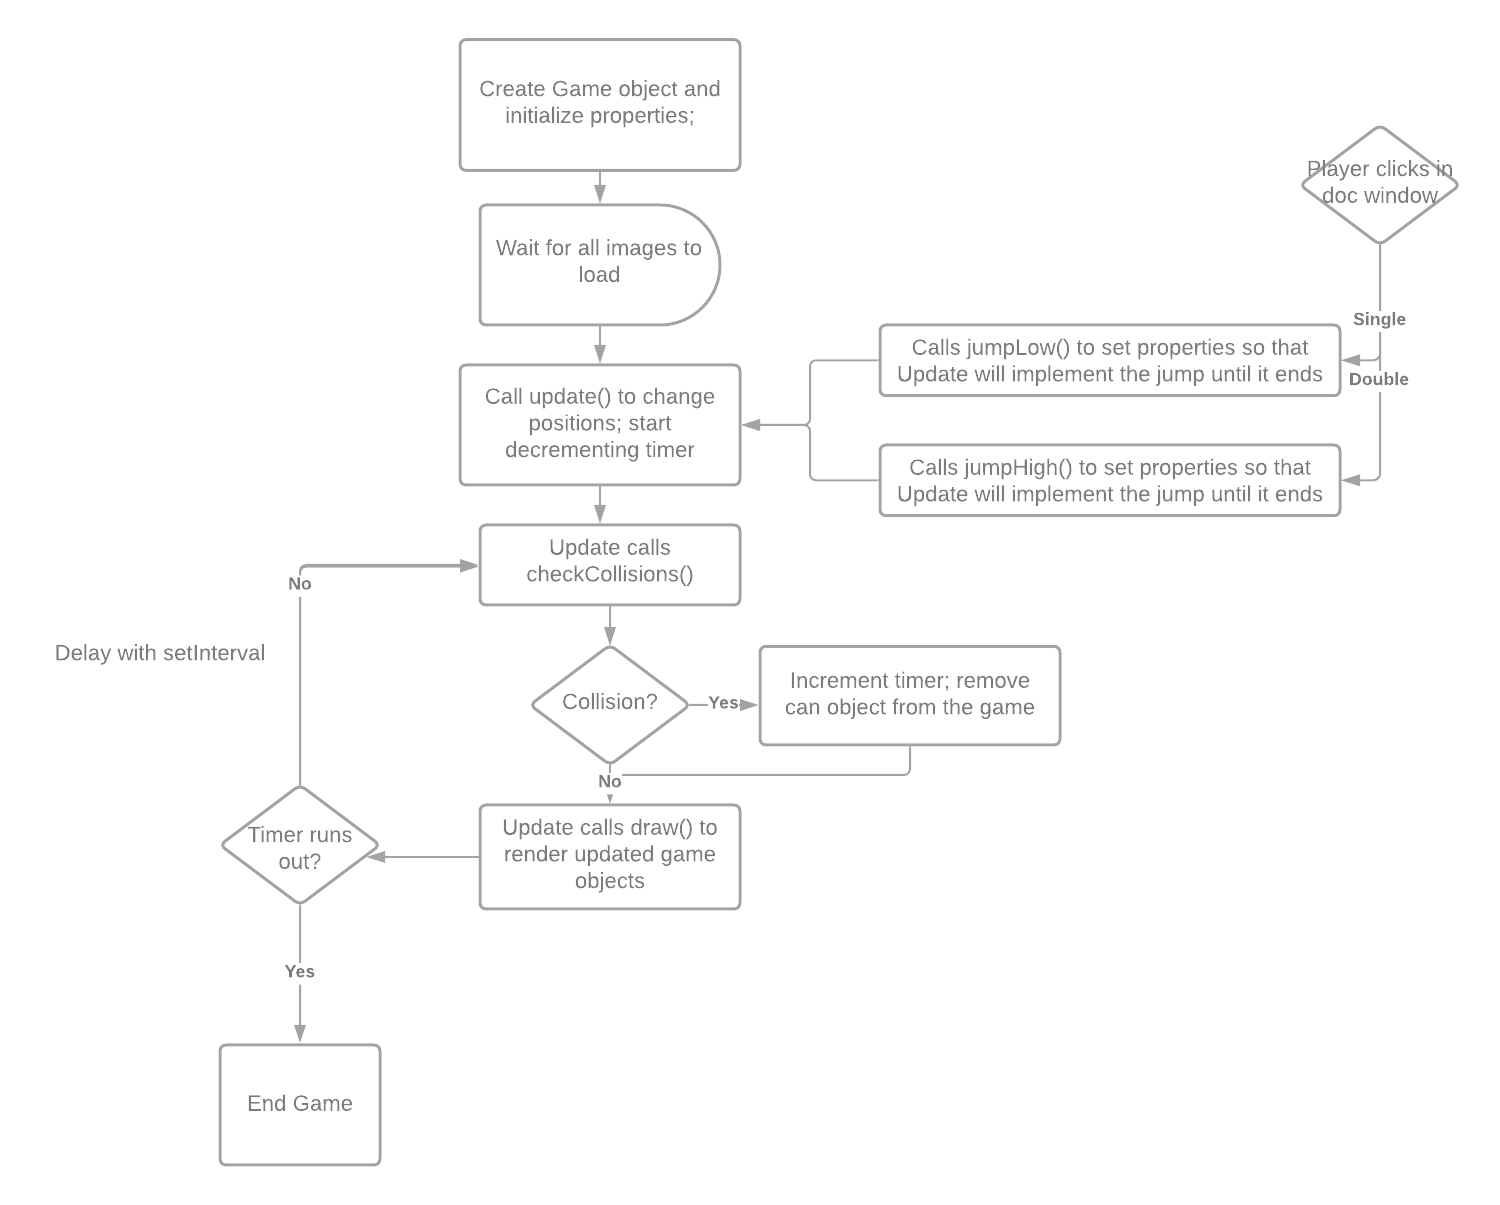 Create Game object and
initialize properties;
Player clicks in
doc window
Wait for all images to
load
Single
Calls jumpLow() to set properties so that
Update will implement the jump until it ends
Double
Call update() to change
positions; start
decrementing timer
Calls jumpHigh() to set properties so that
Update will implement the jump until it ends
Update calls
checkCollisions()
No
Delay with setInterval
Collision?
Yes
Increment timer; remove
can object from the game
No
Update calls draw() to
render updated game
objects
Timer runs
out?
Yes
End Game